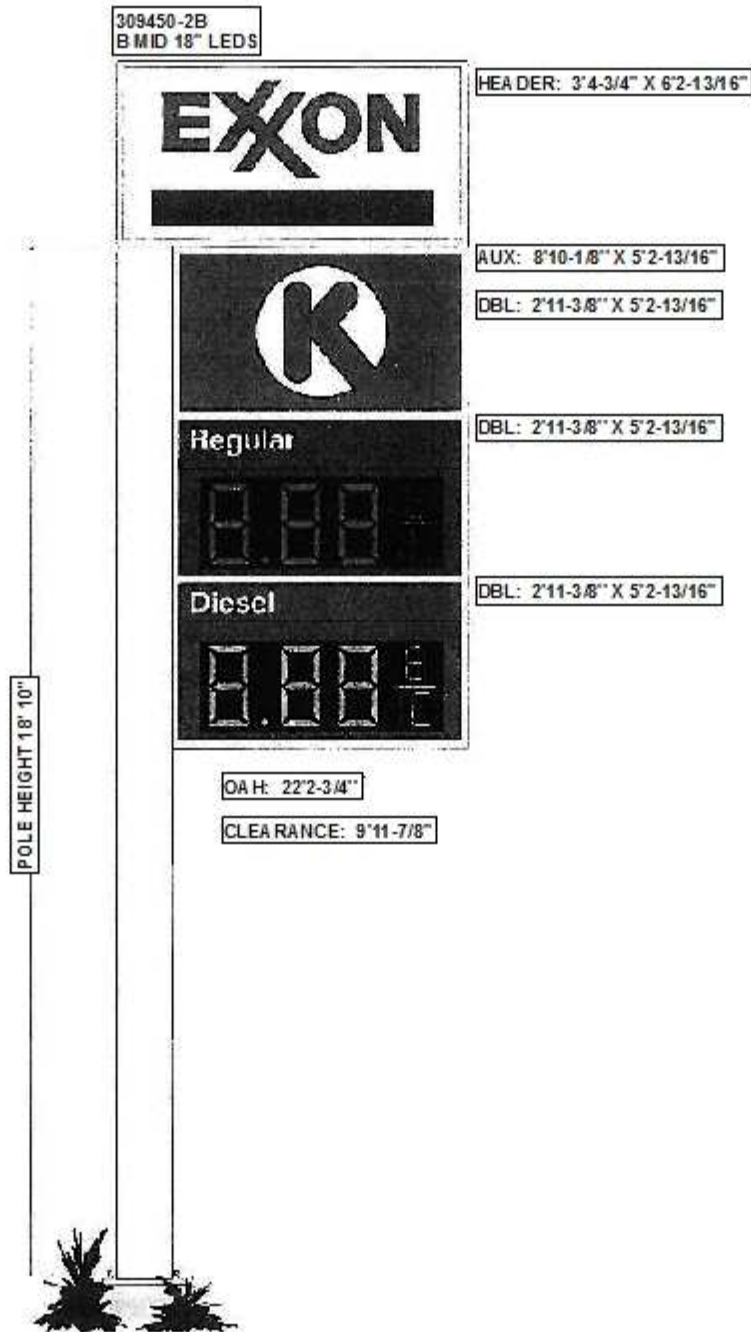 309450-2B
B MID 18" LEDS
HEADER: 3'4-3/4" X 6'2-13/16"
EXXON
AUX: 8'10-1/8" X 5'2-13/16"
DBL: 2'11-3/8" X 5'2-13/16"
K
DBL: 2'11-3/8" X 5'2-13/16"
Regular
8.88
DBL: 2'11-3/8" X 5'2-13/16"
Diesel
8.88
POLE HEIGHT 18' 10"
OAH: 22'2-3/4"
CLEARANCE: 9'11-7/8"